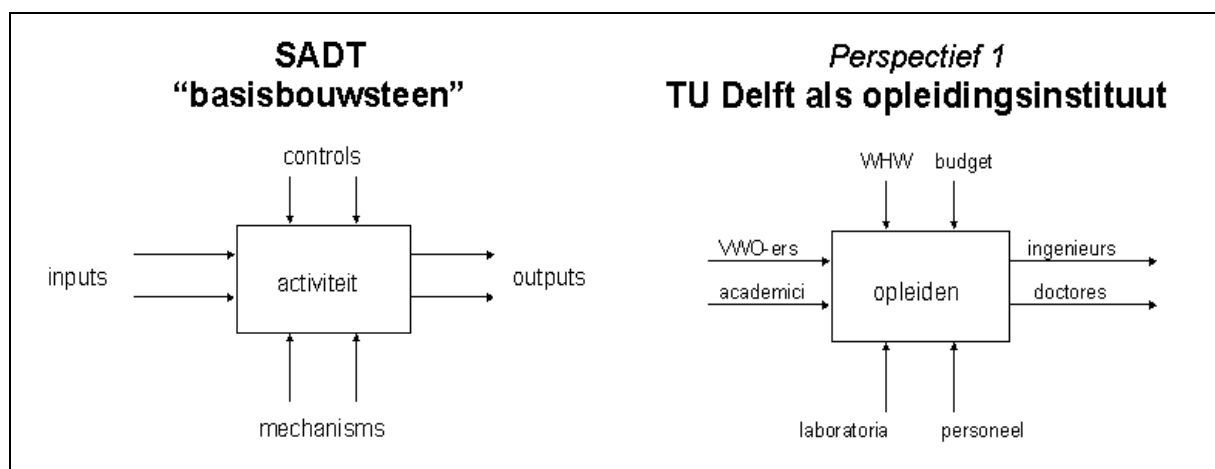 SADT
“basisbouwsteen”
controls
inputs
activiteit
outputs
mechanisms
Perspectief 1
TU Delft als opleidingsinstituut
WHW budget
VWO-ers
academici
opleiden
ingenieurs
doctores
laboratoria personeel